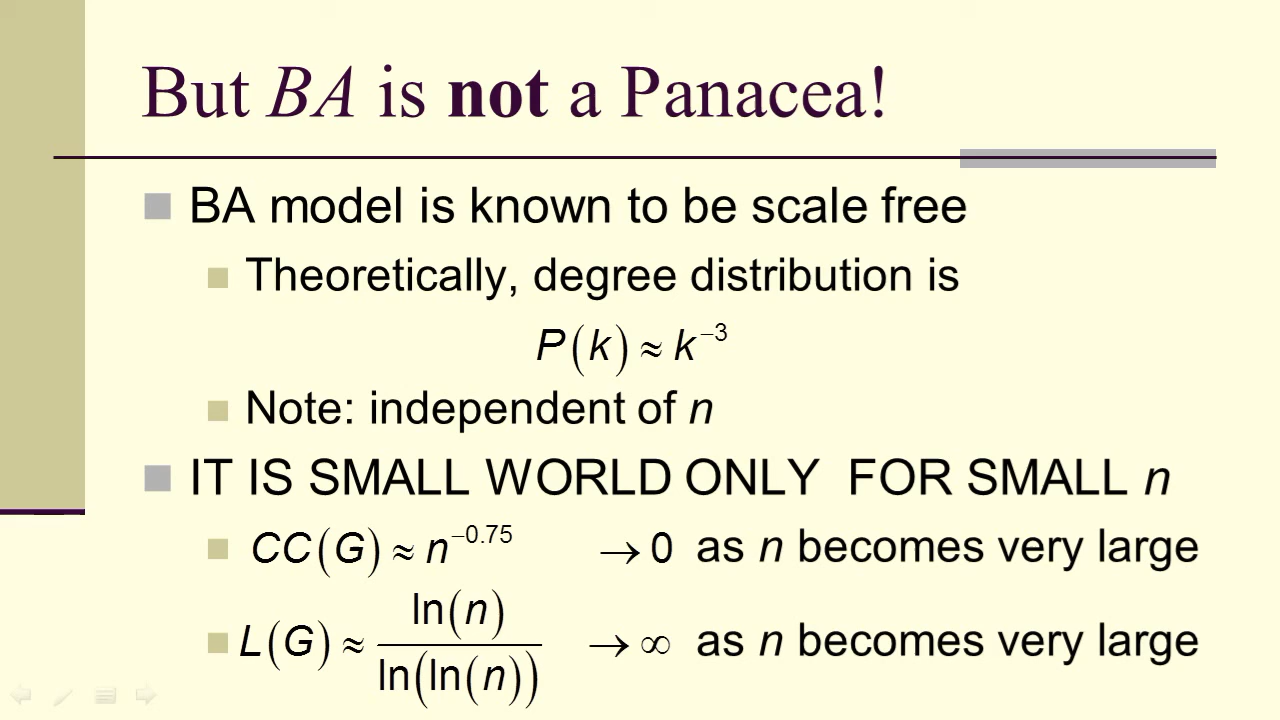 But BA is not a Panacea!
BA model is known to be scale free
Theoretically, degree distribution is
P(k) ≈ k⁻³
Note: independent of n
IT IS SMALL WORLD ONLY FOR SMALL n
CC(G) ≈ n⁻⁰·⁷⁵ → 0 as n becomes very large
L(G) ≈ ln(n) / ln(ln(n)) → ∞ as n becomes very large